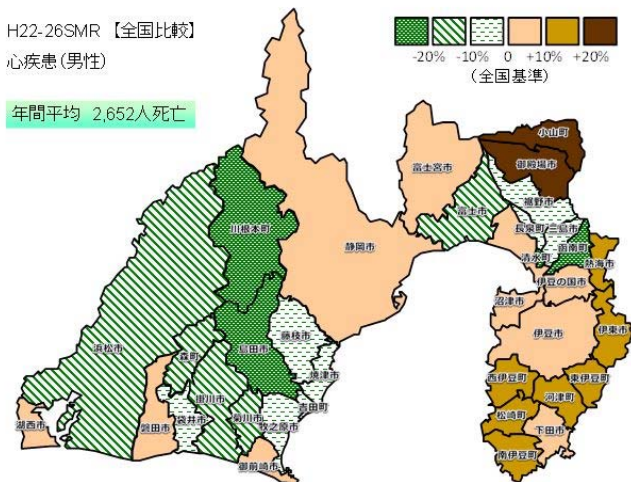 H22-26SMR 【全国比較】
心疾患(男性)
年間平均 2,652人死亡
-20% -10% 0 +10% +20%
(全国基準)
小山町
御殿場市
富士宮市
裾野市
富士市
長泉町 三島市
函南町
清水町
熱海市
川根本町
静岡市
伊豆の国市
沼津市
伊豆市
伊東市
藤枝市
島田市
焼津市
浜松市
森町
吉田町
掛川市
菊川市
牧之原市
袋井市
磐田市
湖西市
御前崎市
西伊豆町
東伊豆町
河津町
松崎町
下田市
南伊豆町